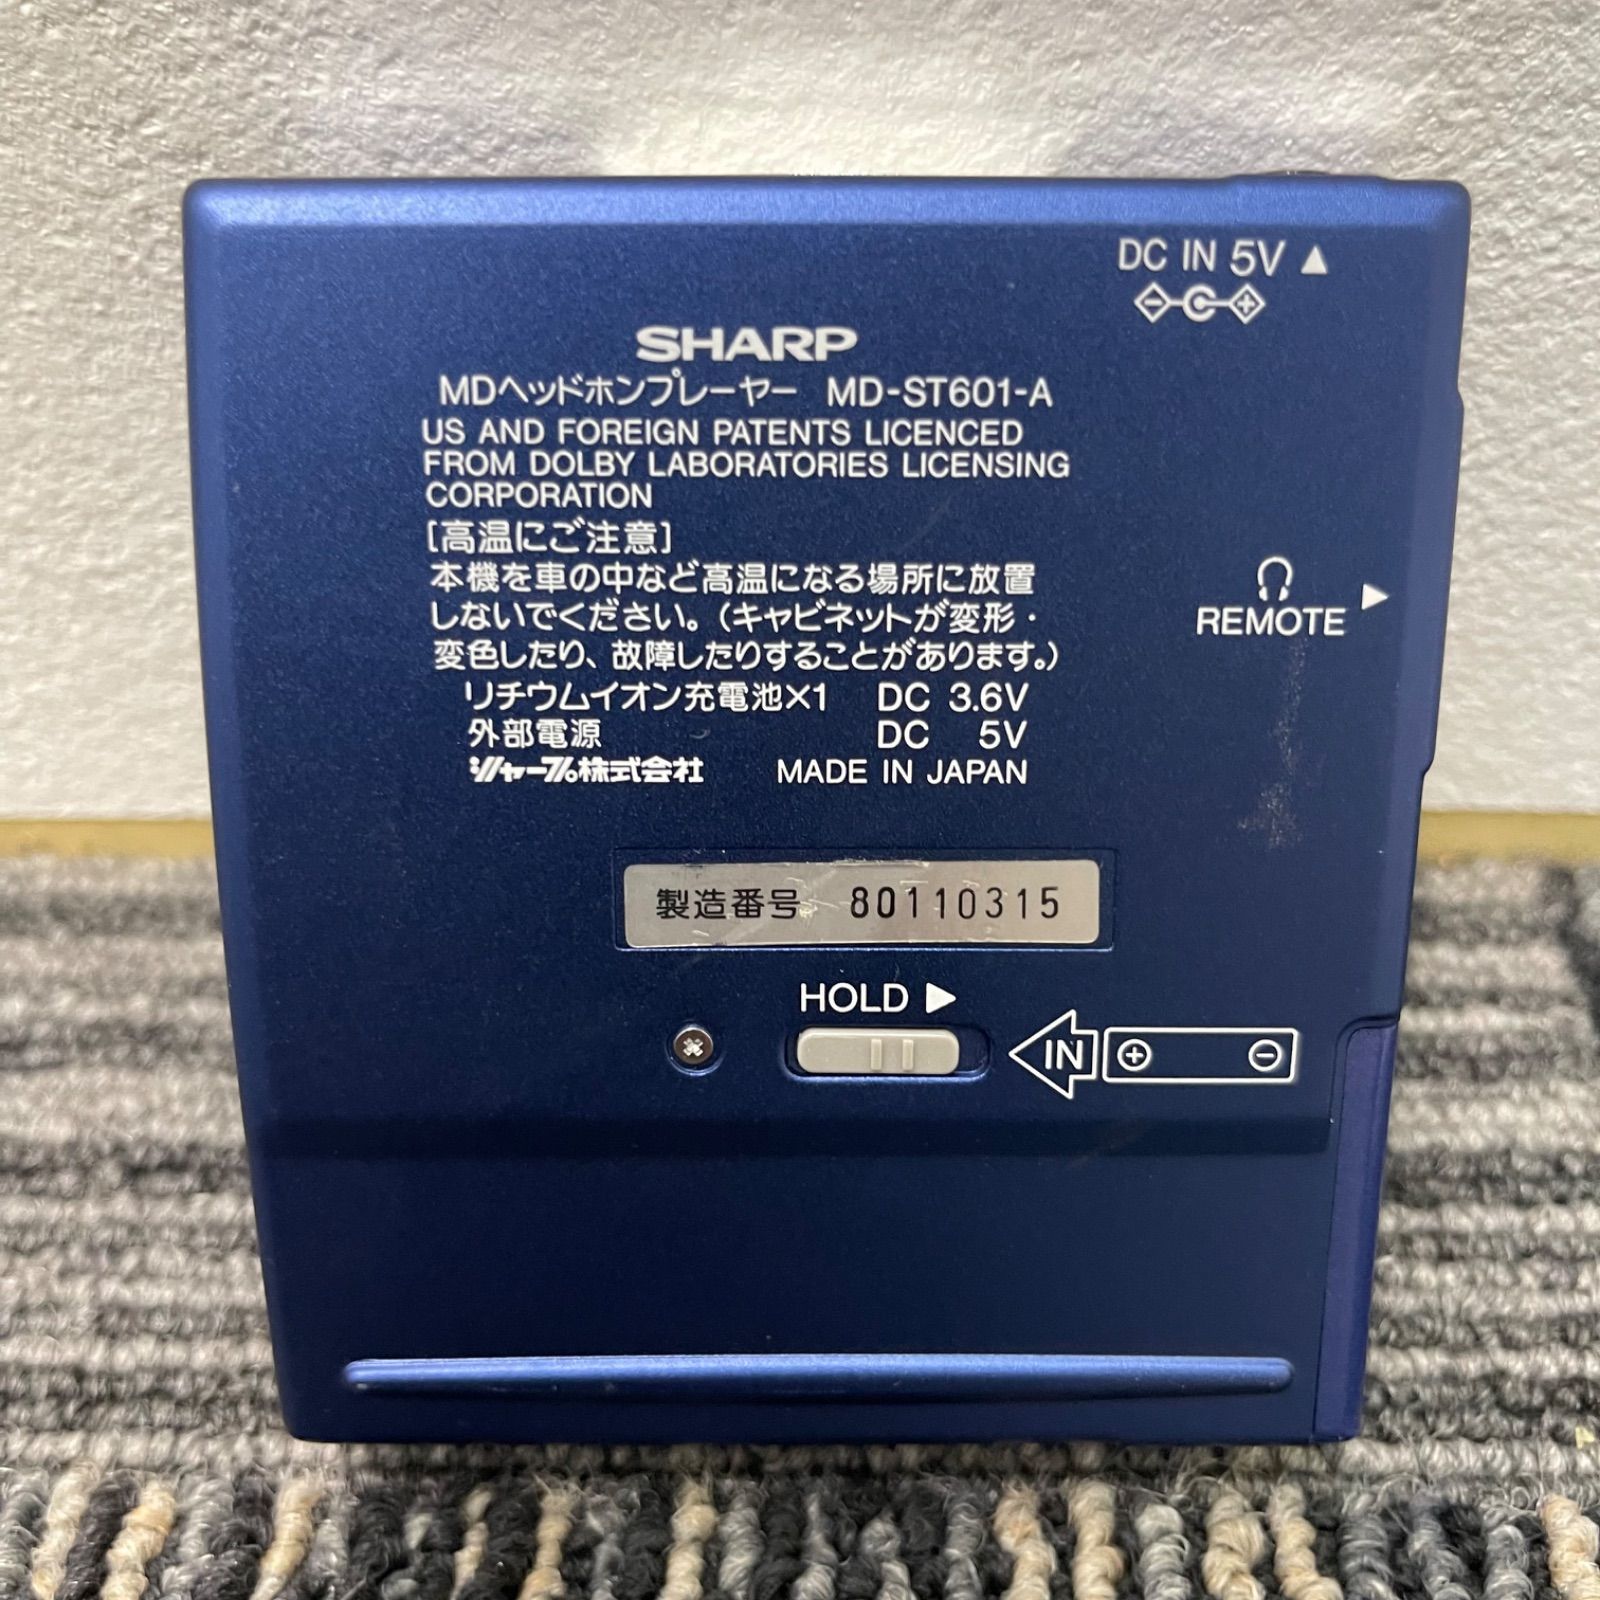 DC IN 5V ▲
SHARP
MDヘッドホンプレーヤー MD-ST601-A
US AND FOREIGN PATENTS LICENCED
FROM DOLBY LABORATORIES LICENSING
CORPORATION
[高温にご注意]
本機を車の中など高温になる場所に放置
しないでください。(キャビネットが変形・
変色したり、故障したりすることがあります。)
リチウムイオン充電池×1 DC 3.6V
外部電源 DC 5V
シャープ株式会社 MADE IN JAPAN
REMOTE ▶
製造番号 80110315
HOLD ▶
IN + −